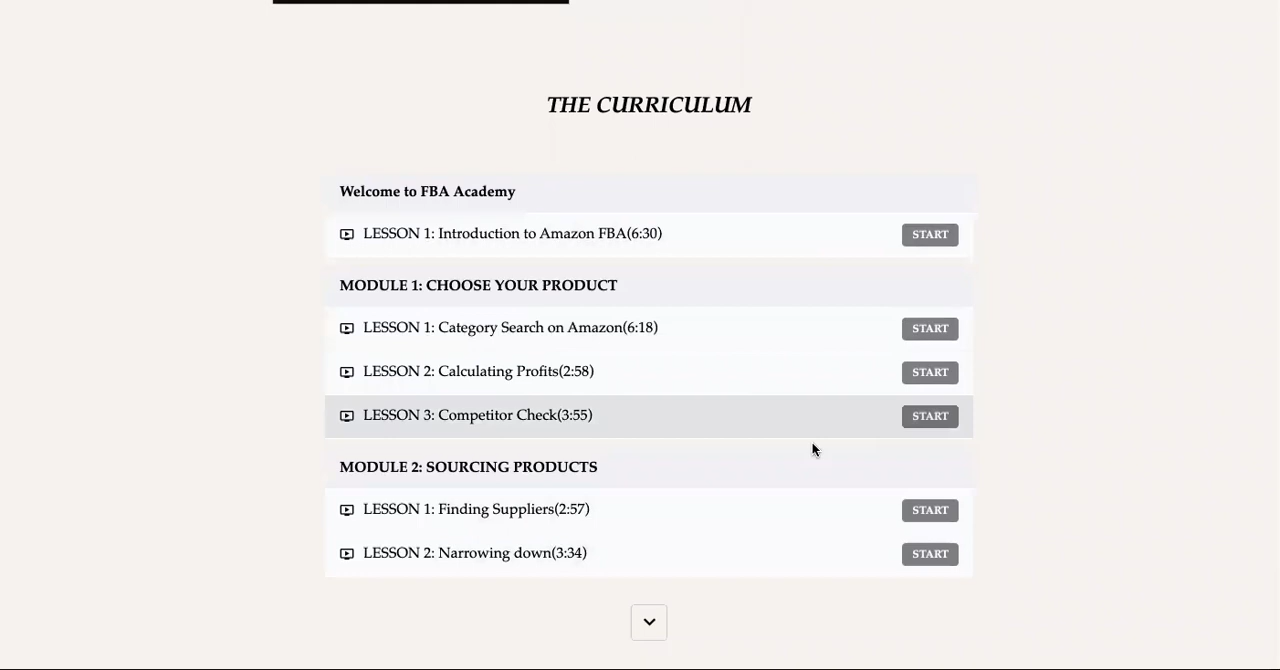 THE CURRICULUM
Welcome to FBA Academy
LESSON 1: Introduction to Amazon FBA(6:30) START
MODULE 1: CHOOSE YOUR PRODUCT
LESSON 1: Category Search on Amazon(6:18) START
LESSON 2: Calculating Profits(2:58) START
LESSON 3: Competitor Check(3:55) START
MODULE 2: SOURCING PRODUCTS
LESSON 1: Finding Suppliers(2:57) START
LESSON 2: Narrowing down(3:34) START